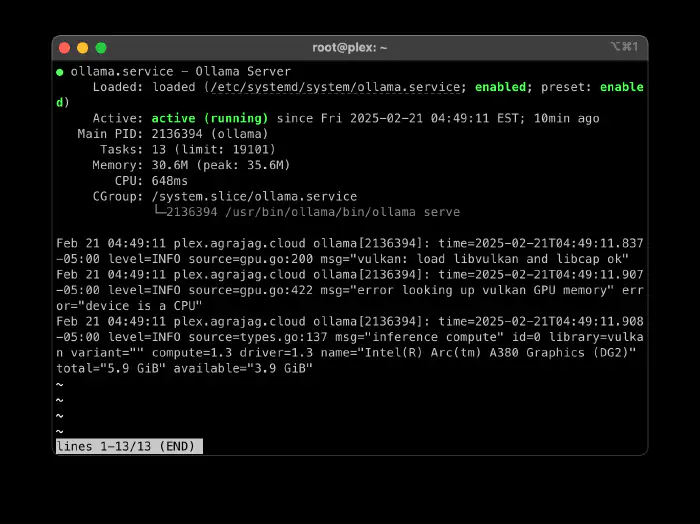 root@plex: ~
⌥⌘1
● ollama.service - Ollama Server
Loaded: loaded (/etc/systemd/system/ollama.service; enabled; preset: enable
d)
Active: active (running) since Fri 2025-02-21 04:49:11 EST; 10min ago
Main PID: 2136394 (ollama)
Tasks: 13 (limit: 19101)
Memory: 30.6M (peak: 35.6M)
CPU: 648ms
CGroup: /system.slice/ollama.service
└─2136394 /usr/bin/ollama/bin/ollama serve
Feb 21 04:49:11 plex.agrajag.cloud ollama[2136394]: time=2025-02-21T04:49:11.837
-05:00 level=INFO source=gpu.go:200 msg="vulkan: load libvulkan and libcap ok"
Feb 21 04:49:11 plex.agrajag.cloud ollama[2136394]: time=2025-02-21T04:49:11.907
-05:00 level=INFO source=gpu.go:422 msg="error looking up vulkan GPU memory" err
or="device is a CPU"
Feb 21 04:49:11 plex.agrajag.cloud ollama[2136394]: time=2025-02-21T04:49:11.908
-05:00 level=INFO source=types.go:137 msg="inference compute" id=0 library=vulka
n variant="" compute=1.3 driver=1.3 name="Intel(R) Arc(tm) A380 Graphics (DG2)"
total="5.9 GiB" available="3.9 GiB"
~
~
~
~
lines 1-13/13 (END)